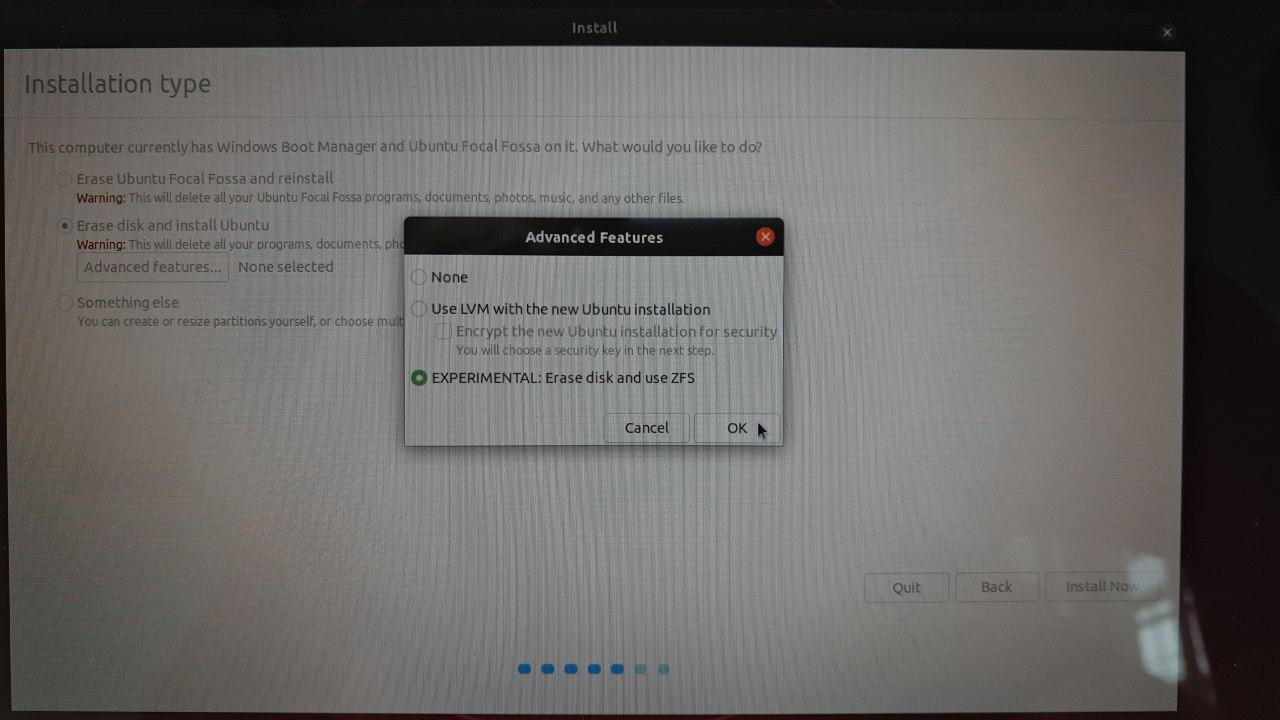 Install
Installation type
This computer currently has Windows Boot Manager and Ubuntu Focal Fossa on it. What would you like to do?
Erase Ubuntu Focal Fossa and reinstall
Warning: This will delete all your Ubuntu Focal Fossa programs, documents, photos, music, and any other files.
Erase disk and install Ubuntu
Warning: This will delete all your programs, documents, pho
Advanced features... None selected
Something else
You can create or resize partitions yourself, or choose mult
Advanced Features
None
Use LVM with the new Ubuntu installation
Encrypt the new Ubuntu installation for security
You will choose a security key in the next step.
EXPERIMENTAL: Erase disk and use ZFS
Cancel OK
Quit Back Install Now